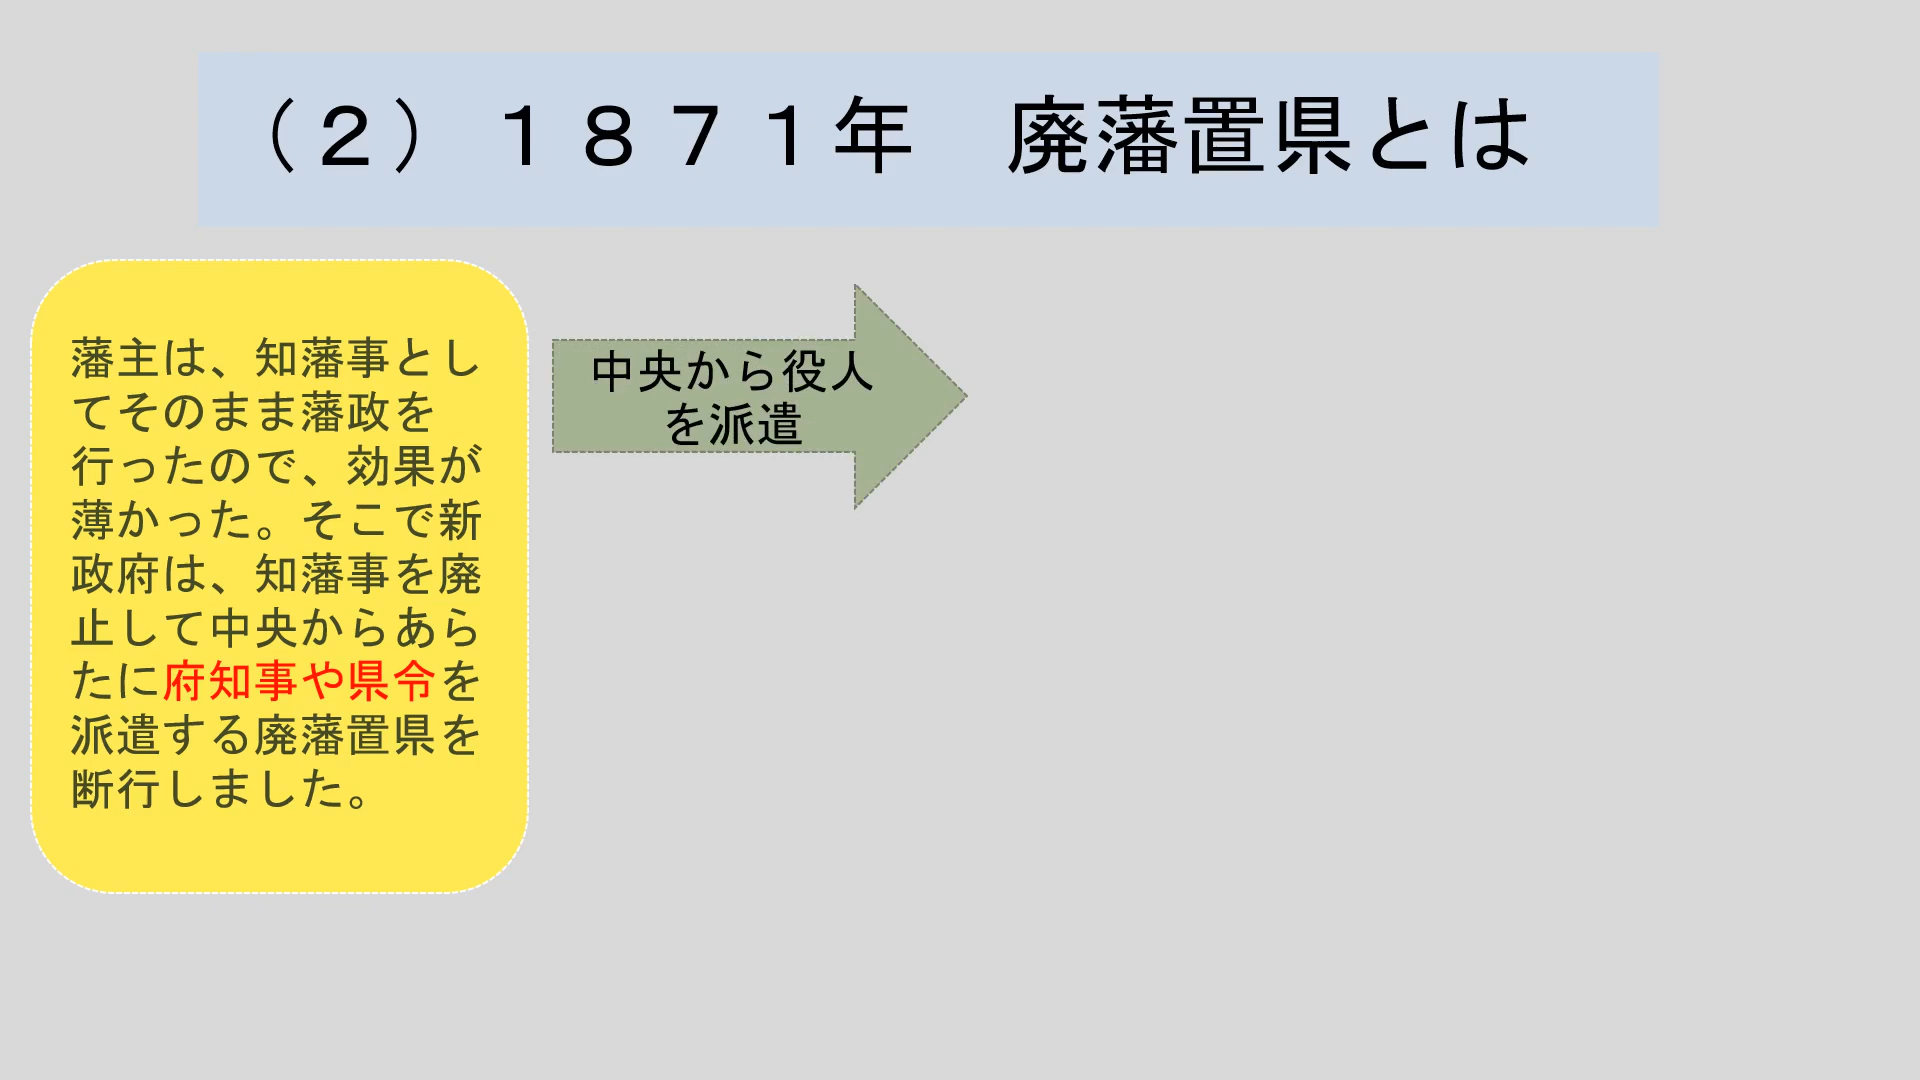 （２）１８７１年　廃藩置県とは
藩主は、知藩事とし
てそのまま藩政を
行ったので、効果が
薄かった。そこで新
政府は、知藩事を廃
止して中央からあら
たに府知事や県令を
派遣する廃藩置県を
断行しました。
中央から役人
を派遣